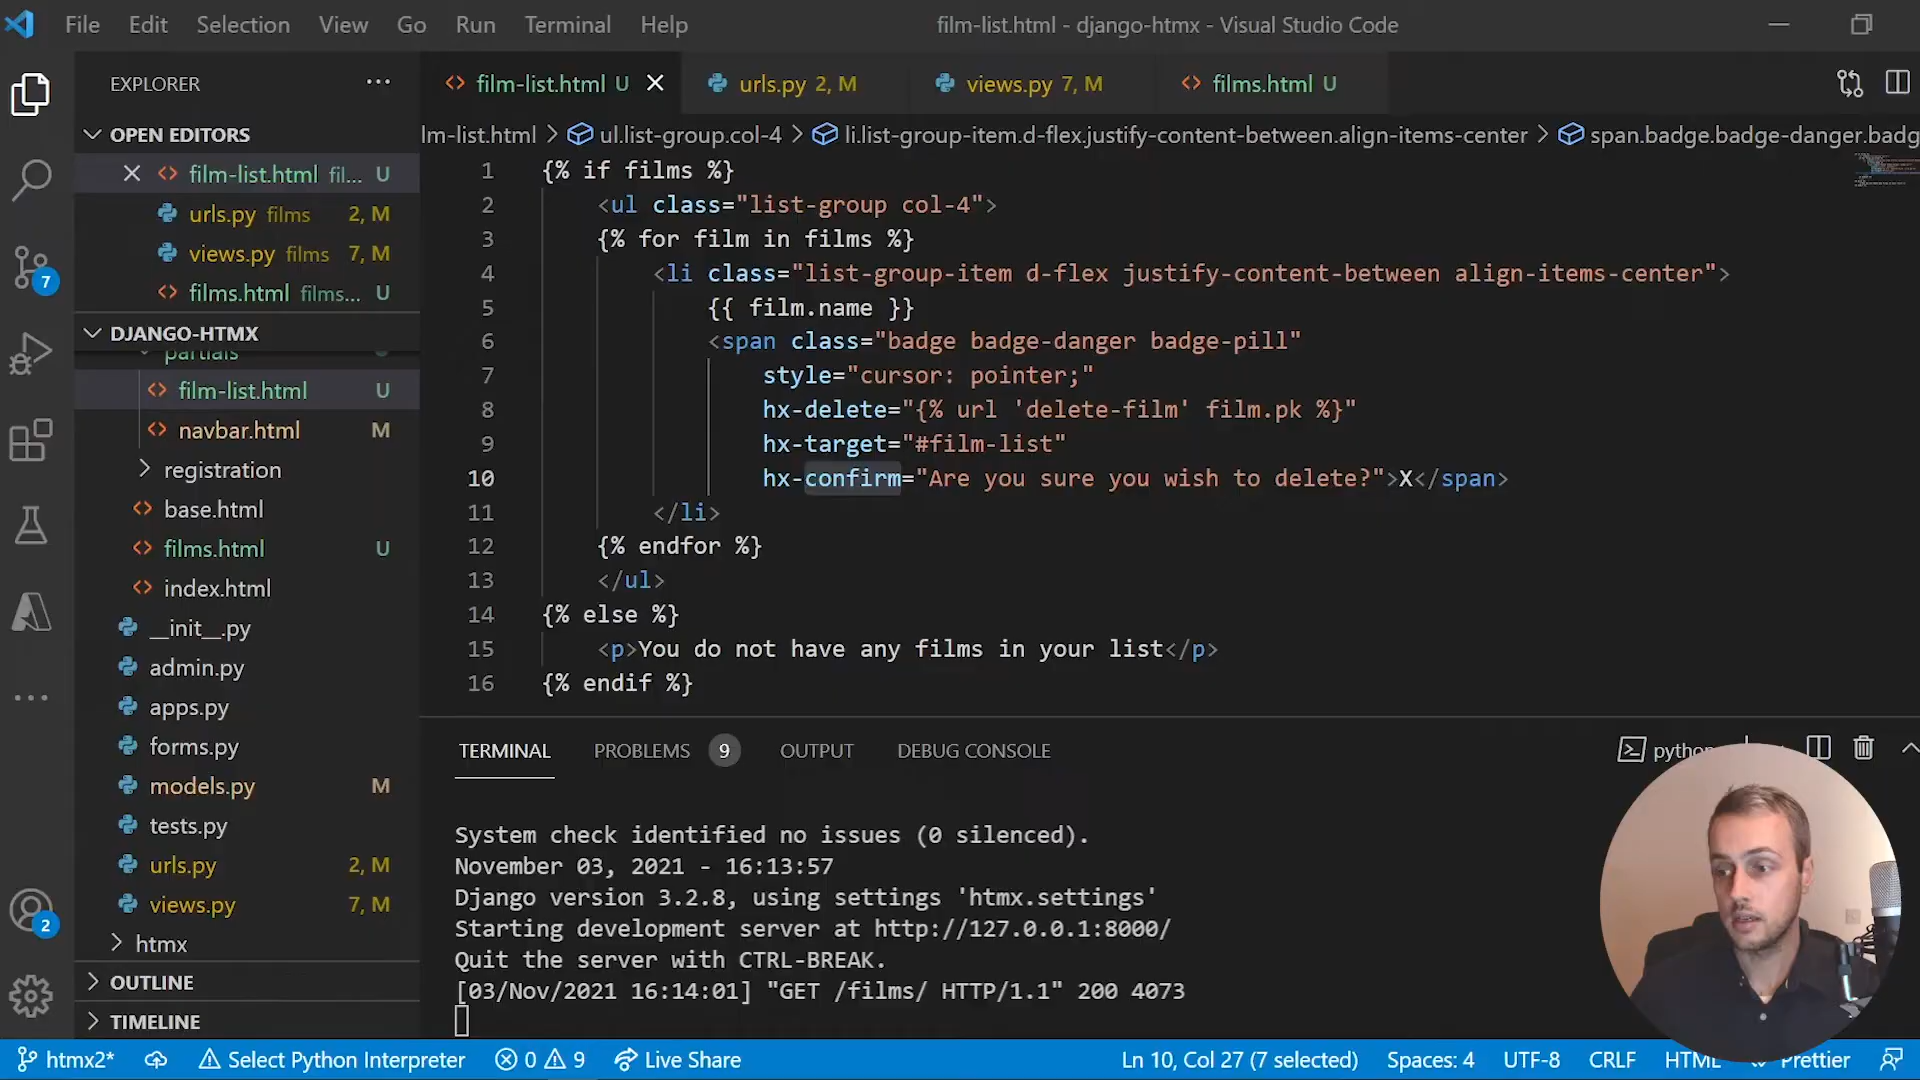 File Edit Selection View Go Run Terminal Help film-list.html - django-htmx - Visual Studio Code
EXPLORER
film-list.html U
urls.py 2, M
views.py 7, M
films.html U
OPEN EDITORS
film-list.html fil... U
urls.py films 2, M
views.py films 7, M
films.html films... U
DJANGO-HTMX
partials
film-list.html U
navbar.html M
registration
base.html
films.html U
index.html
__init__.py
admin.py
apps.py
forms.py
models.py M
tests.py
urls.py 2, M
views.py 7, M
htmx
OUTLINE
TIMELINE
7
2
lm-list.html > ul.list-group.col-4 > li.list-group-item.d-flex.justify-content-between.align-items-center > span.badge.badge-danger.badg
1 {% if films %}
2 <ul class="list-group col-4">
3 {% for film in films %}
4 <li class="list-group-item d-flex justify-content-between align-items-center">
5 {{ film.name }}
6 <span class="badge badge-danger badge-pill"
7 style="cursor: pointer;"
8 hx-delete="{% url 'delete-film' film.pk %}"
9 hx-target="#film-list"
10 hx-confirm="Are you sure you wish to delete?">X</span>
11 </li>
12 {% endfor %}
13 </ul>
14 {% else %}
15 <p>You do not have any films in your list</p>
16 {% endif %}
TERMINAL PROBLEMS 9 OUTPUT DEBUG CONSOLE python
System check identified no issues (0 silenced).
November 03, 2021 - 16:13:57
Django version 3.2.8, using settings 'htmx.settings'
Starting development server at http://127.0.0.1:8000/
Quit the server with CTRL-BREAK.
[03/Nov/2021 16:14:01] "GET /films/ HTTP/1.1" 200 4073
htmx2* Select Python Interpreter 0 9 Live Share Ln 10, Col 27 (7 selected) Spaces: 4 UTF-8 CRLF HTML Prettier